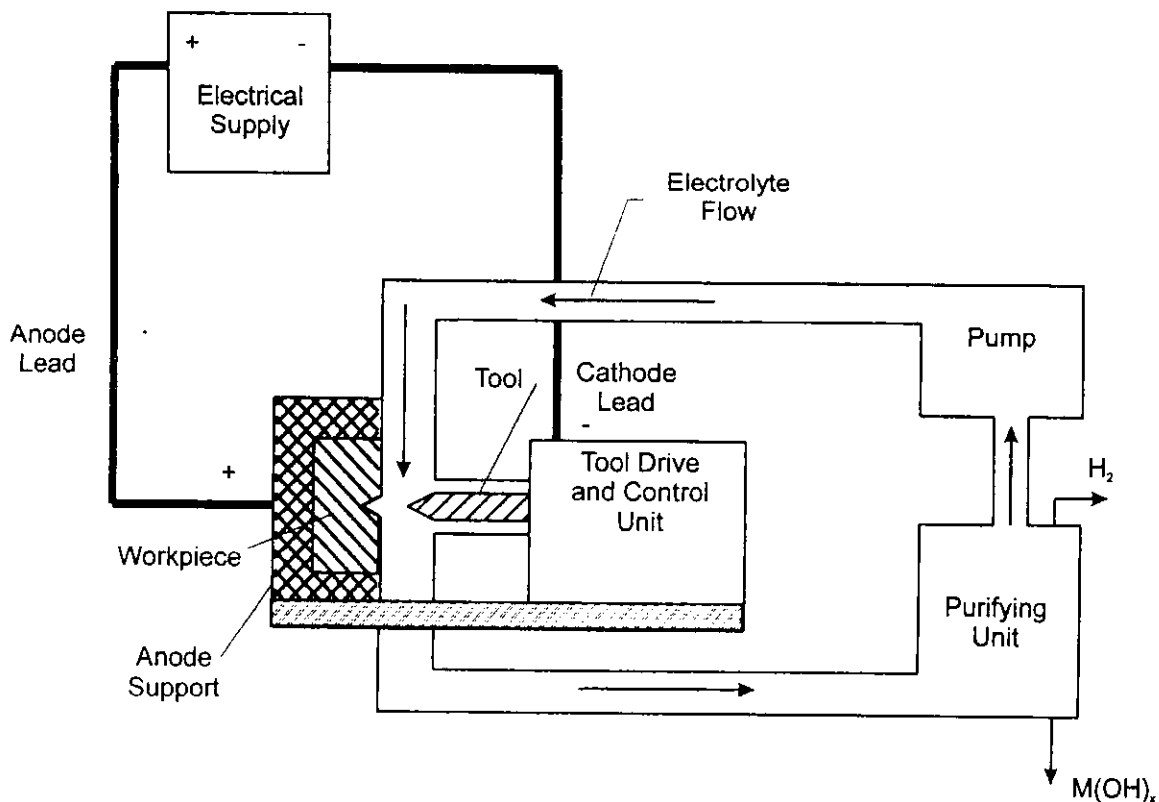 + -
Electrical
Supply
Electrolyte
Flow
Anode
Lead
Pump
Tool
Cathode
Lead
-
+
Tool Drive
and Control
Unit
H₂
Workpiece
Purifying
Unit
Anode
Support
M(OH)ₓ